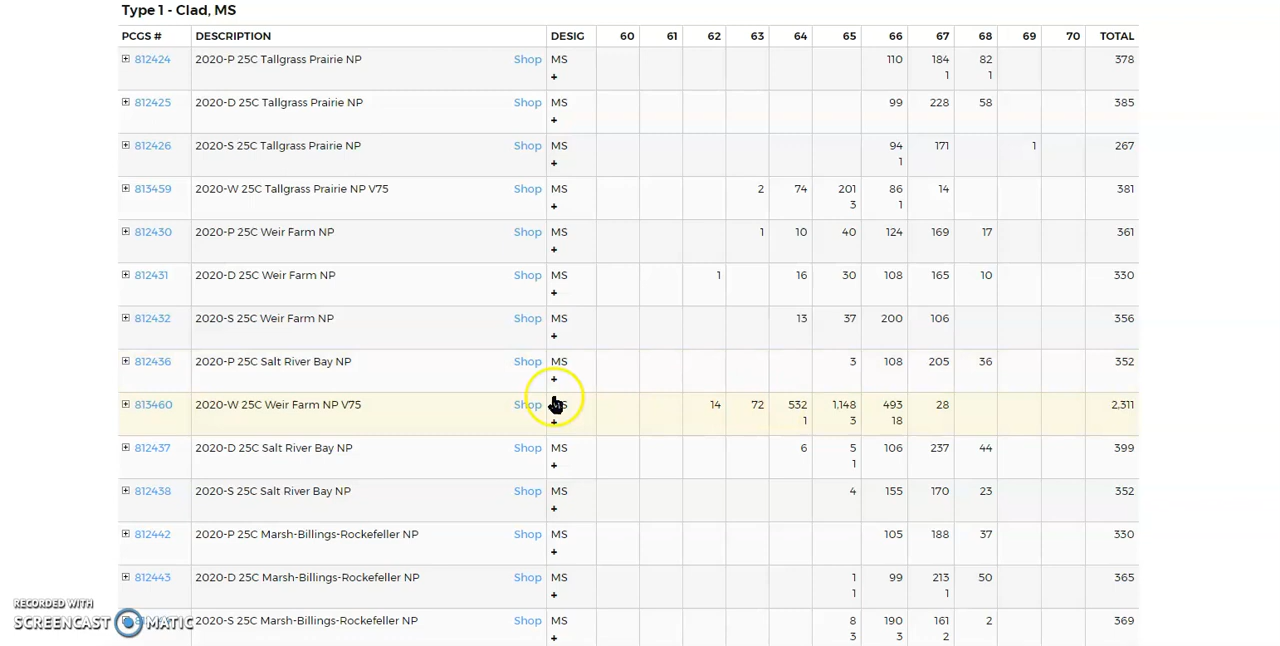 Type 1 - Clad, MS
PCGS # DESCRIPTION DESIG 60 61 62 63 64 65 66 67 68 69 70 TOTAL
812424 2020-P 25C Tallgrass Prairie NP Shop MS 110 184 82 378
+ 1 1
812425 2020-D 25C Tallgrass Prairie NP Shop MS 99 228 58 385
+
812426 2020-S 25C Tallgrass Prairie NP Shop MS 94 171 1 267
+ 1
813459 2020-W 25C Tallgrass Prairie NP V75 Shop MS 2 74 201 86 14 381
+ 3 1
812430 2020-P 25C Weir Farm NP Shop MS 1 10 40 124 169 17 361
+
812431 2020-D 25C Weir Farm NP Shop MS 1 16 30 108 165 10 330
+
812432 2020-S 25C Weir Farm NP Shop MS 13 37 200 106 356
+
812436 2020-P 25C Salt River Bay NP Shop MS 3 108 205 36 352
+
813460 2020-W 25C Weir Farm NP V75 Shop 14 72 532 1,148 493 28 2,311
+ 1 3 18
812437 2020-D 25C Salt River Bay NP Shop MS 6 5 106 237 44 399
+ 1
812438 2020-S 25C Salt River Bay NP Shop MS 4 155 170 23 352
+
812442 2020-P 25C Marsh-Billings-Rockefeller NP Shop MS 105 188 37 330
+
812443 2020-D 25C Marsh-Billings-Rockefeller NP Shop MS 1 99 213 50 365
+ 1 1
2020-S 25C Marsh-Billings-Rockefeller NP Shop MS 8 190 161 2 369
+ 3 3 2
RECORDED WITH
SCREENCAST MATIC